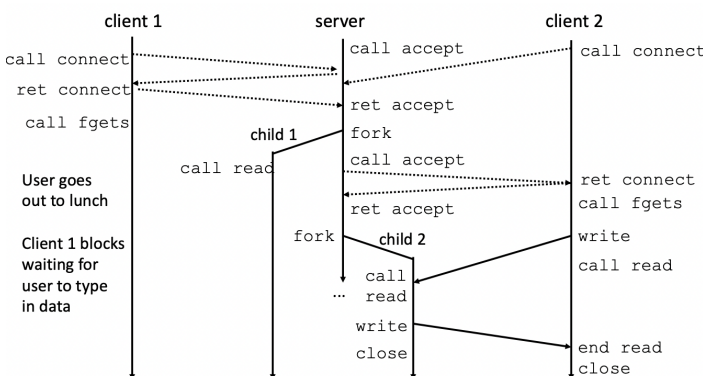 client 1
server
client 2
call connect
ret connect
call fgets
User goes
out to lunch
Client 1 blocks
waiting for
user to type
in data
call accept
ret accept
fork
child 1
call read
call accept
ret accept
fork
child 2
...
call
read
write
close
call connect
ret connect
call fgets
write
call read
end read
close